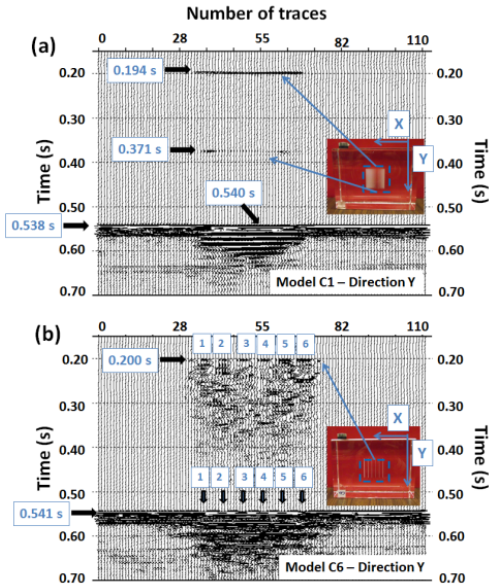 Number of traces
(a)
0 28 55 82 110
0.194 s
0.20 0.20
X
0.371 s
0.30 0.30
Y
0.40 0.40
0.540 s
0.538 s
0.50 0.50
0.60 0.60
0.70 0.70
Time (s) Time (s)
Model C1 – Direction Y
(b)
0 28 55 82 110
1 2 3 4 5 6
0.200 s
0.20 0.20
0.30 0.30
X
Y
0.40 0.40
1 2 3 4 5 6
0.541 s
0.50 0.50
0.60 0.60
0.70 0.70
Time (s) Time (s)
Model C6 – Direction Y